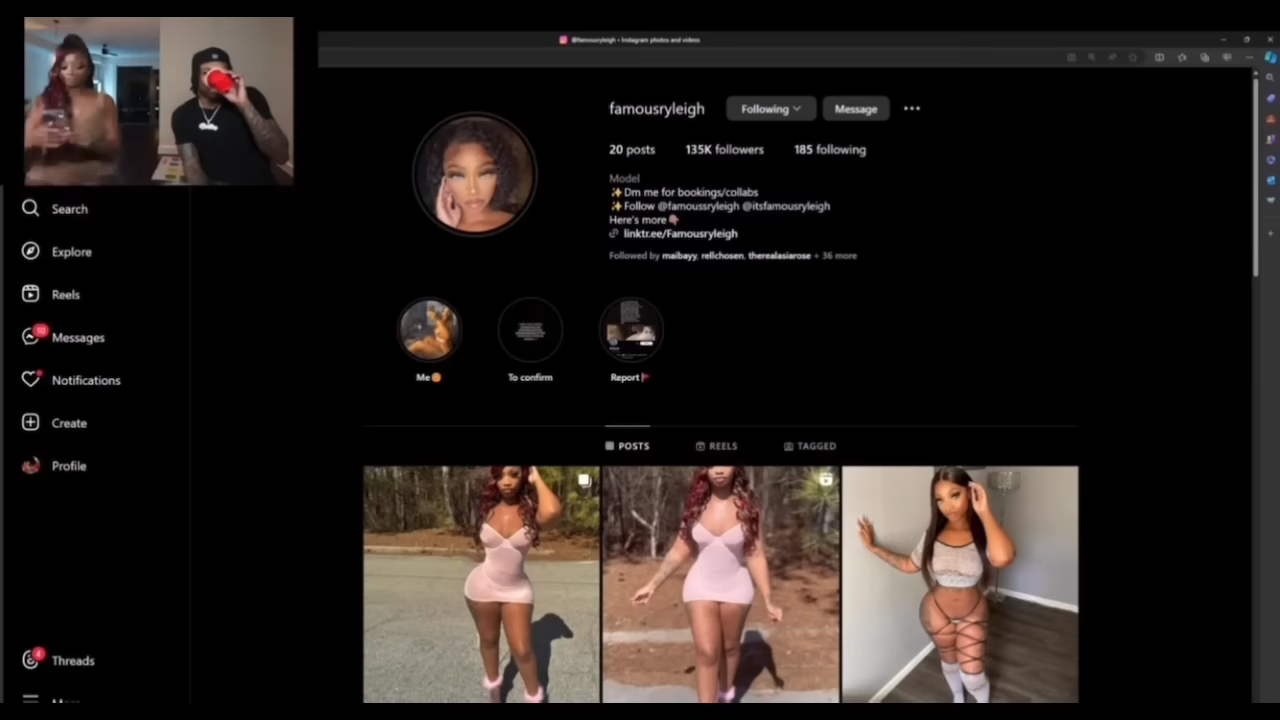 @famousryleigh • Instagram photos and videos
famousryleigh Following Message
20 posts 135K followers 185 following
Model
✨Dm me for bookings/collabs
✨Follow @famoussryleigh @itsfamousryleigh
Here's more👇🏽
linktr.ee/Famousryleigh
Followed by maibayy, rellchosen, therealasiarose + 36 more
Me
To confirm
Report🚩
POSTS REELS TAGGED
Search
Explore
Reels
10
Messages
Notifications
Create
Profile
4
Threads